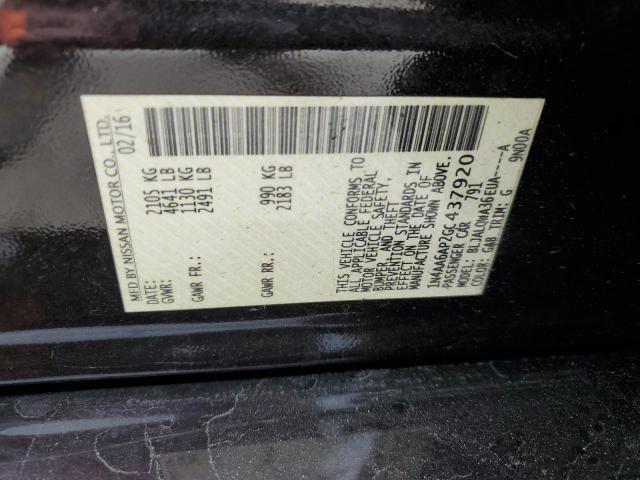 MFD BY NISSAN MOTOR CO., LTD.
DATE: 02/16
GVWR: 2105 KG
4641 LB
GAWR FR: 1130 KG
2491 LB
GAWR RR: 990 KG
2183 LB
THIS VEHICLE CONFORMS TO
ALL APPLICABLE FEDERAL
MOTOR VEHICLE SAFETY,
BUMPER, AND THEFT
PREVENTION STANDARDS IN
EFFECT ON THE DATE OF
MANUFACTURE SHOWN ABOVE.
1N4AA6AP2GC 437920
PASSENGER CAR 791
MODEL: BLJALONA36EUA----A
COLOR: GAB TRIM: G 9N00A